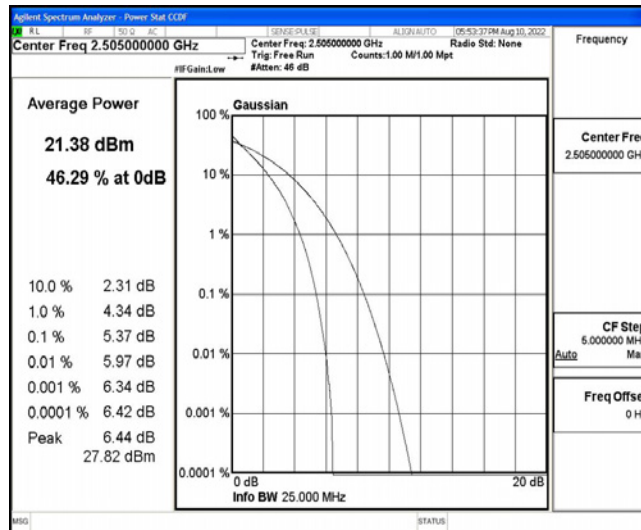 Agilent Spectrum Analyzer - Power Stat CCDF
RL RF 50 Ω AC SENSE:PULSE ALIGN AUTO 05:53:37 PM Aug 10, 2022
Center Freq 2.505000000 GHz
Center Freq: 2.505000000 GHz Radio Std: None
Trig: Free Run Counts:1.00 M/1.00 Mpt
#IFGain:Low #Atten: 46 dB
Frequency
Average Power
21.38 dBm
46.29 % at 0dB
10.0 % 2.31 dB
1.0 % 4.34 dB
0.1 % 5.37 dB
0.01 % 5.97 dB
0.001 % 6.34 dB
0.0001 % 6.42 dB
Peak 6.44 dB
27.82 dBm
Gaussian
100 %
10 %
1 %
0.1 %
0.01 %
0.001 %
0.0001 %
0 dB 20 dB
Info BW 25.000 MHz
Center Fre
2.505000000 GH
CF Step
5.000000 MH
Auto Ma
Freq Offse
0 H
MSG STATUS